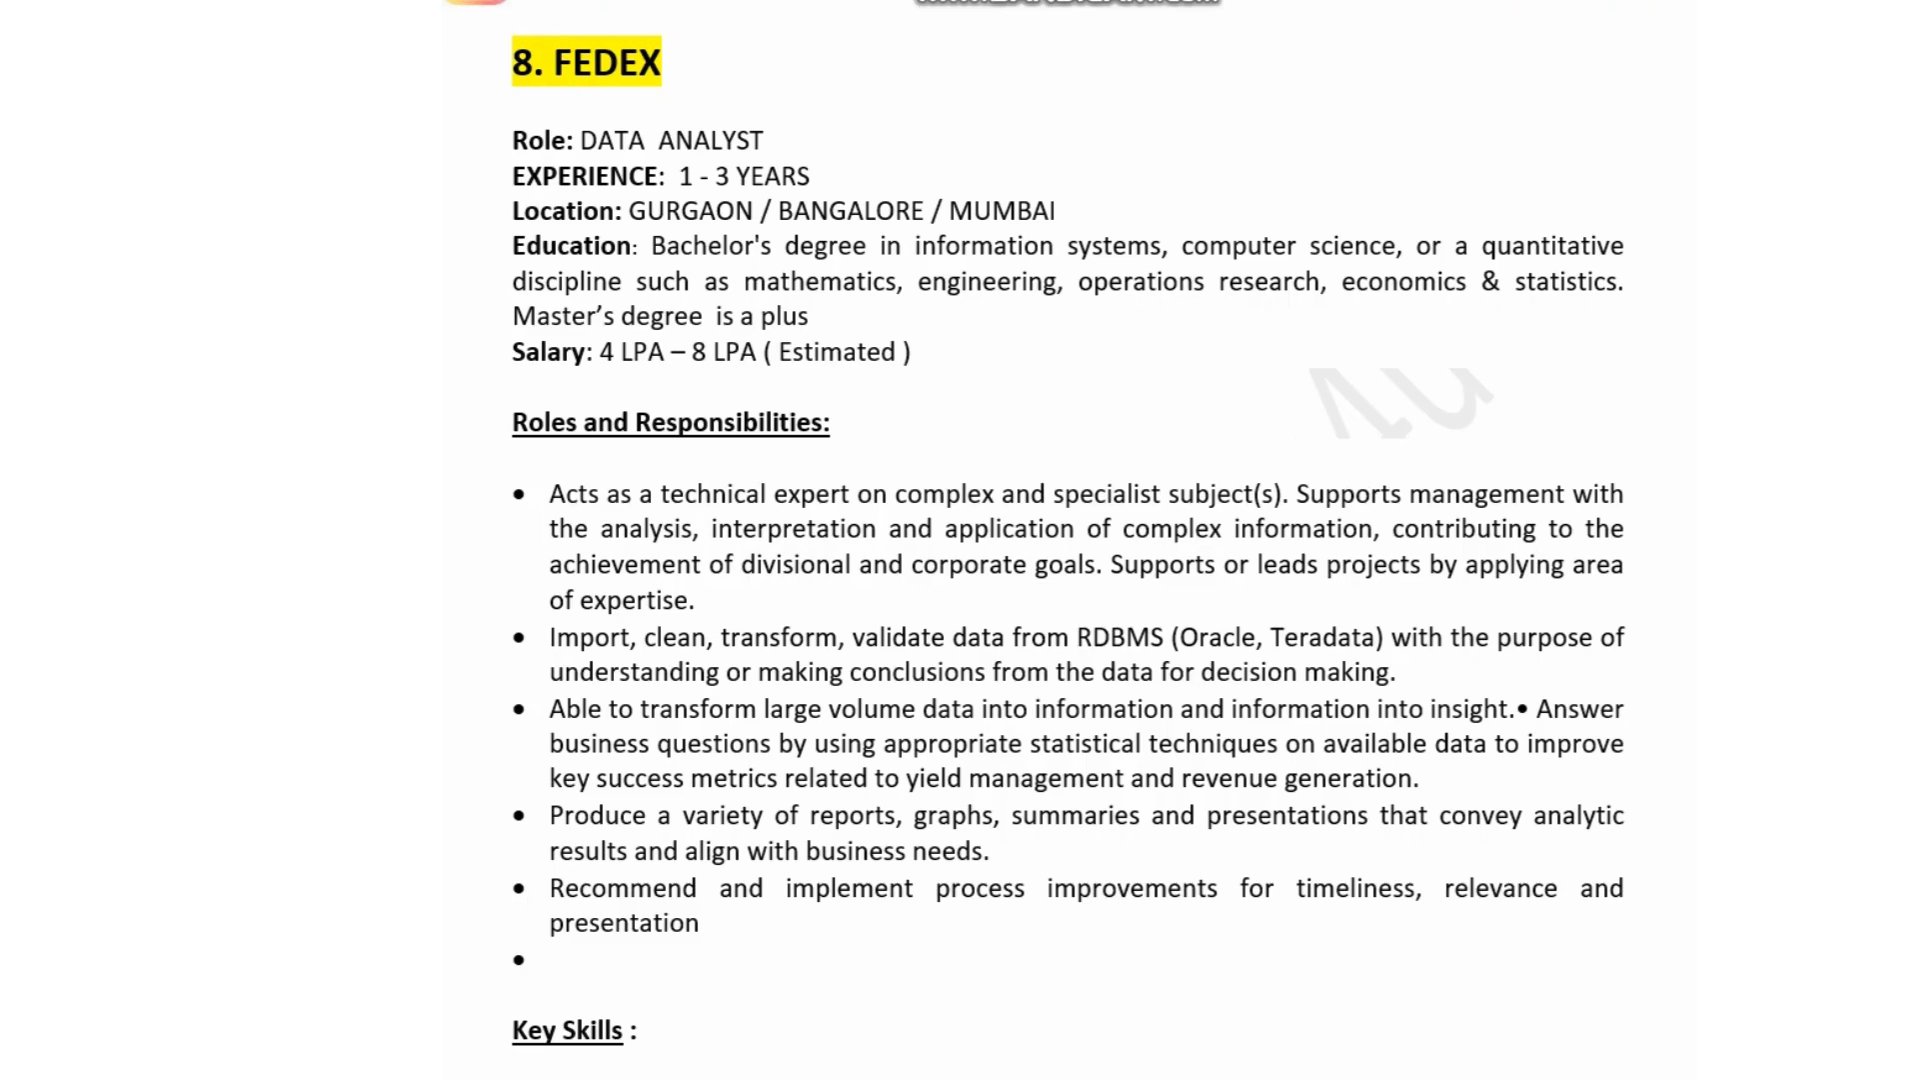 8. FEDEX
Role: DATA ANALYST
EXPERIENCE: 1 - 3 YEARS
Location: GURGAON / BANGALORE / MUMBAI
Education: Bachelor's degree in information systems, computer science, or a quantitative
discipline such as mathematics, engineering, operations research, economics & statistics.
Master’s degree is a plus
Salary: 4 LPA – 8 LPA ( Estimated )
Roles and Responsibilities:
• Acts as a technical expert on complex and specialist subject(s). Supports management with
the analysis, interpretation and application of complex information, contributing to the
achievement of divisional and corporate goals. Supports or leads projects by applying area
of expertise.
• Import, clean, transform, validate data from RDBMS (Oracle, Teradata) with the purpose of
understanding or making conclusions from the data for decision making.
• Able to transform large volume data into information and information into insight.• Answer
business questions by using appropriate statistical techniques on available data to improve
key success metrics related to yield management and revenue generation.
• Produce a variety of reports, graphs, summaries and presentations that convey analytic
results and align with business needs.
• Recommend and implement process improvements for timeliness, relevance and
presentation
•
Key Skills :